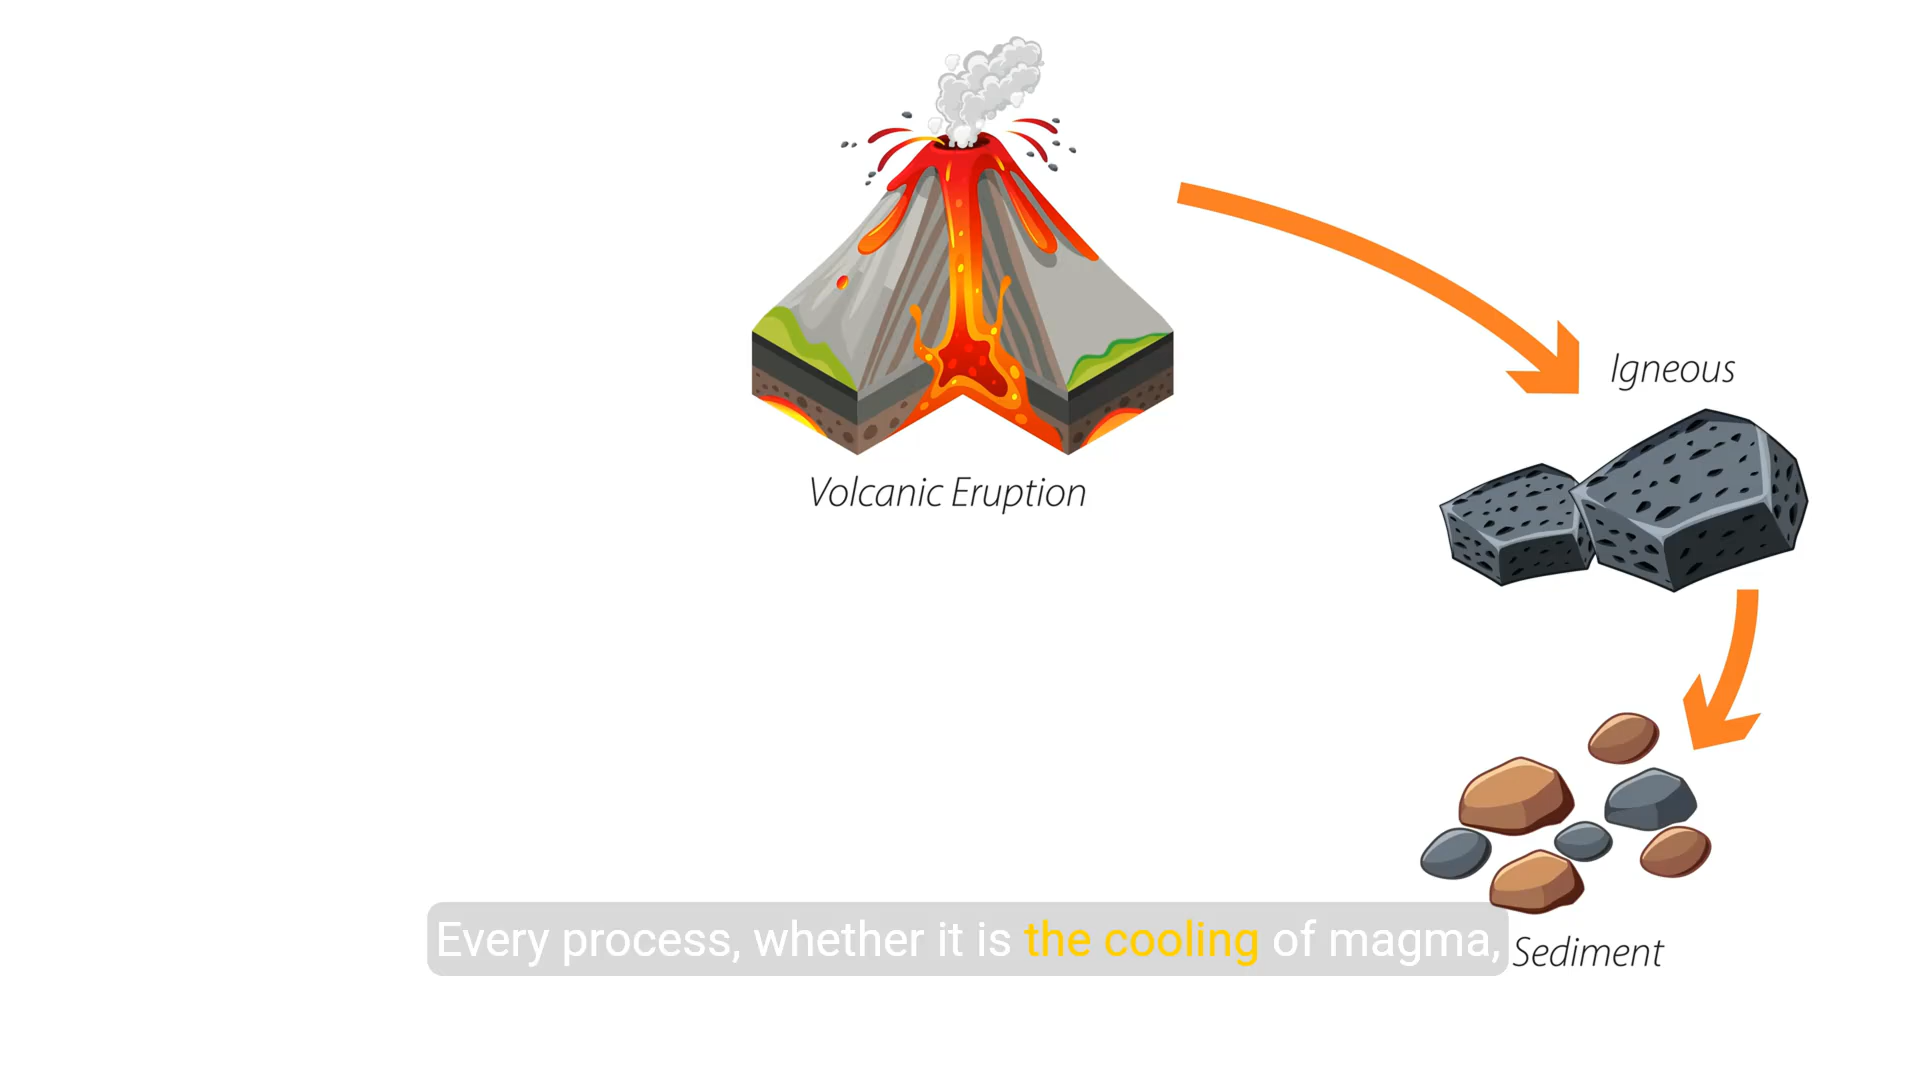 Igneous
Volcanic Eruption
Every process, whether it is the cooling of magma,
Sediment